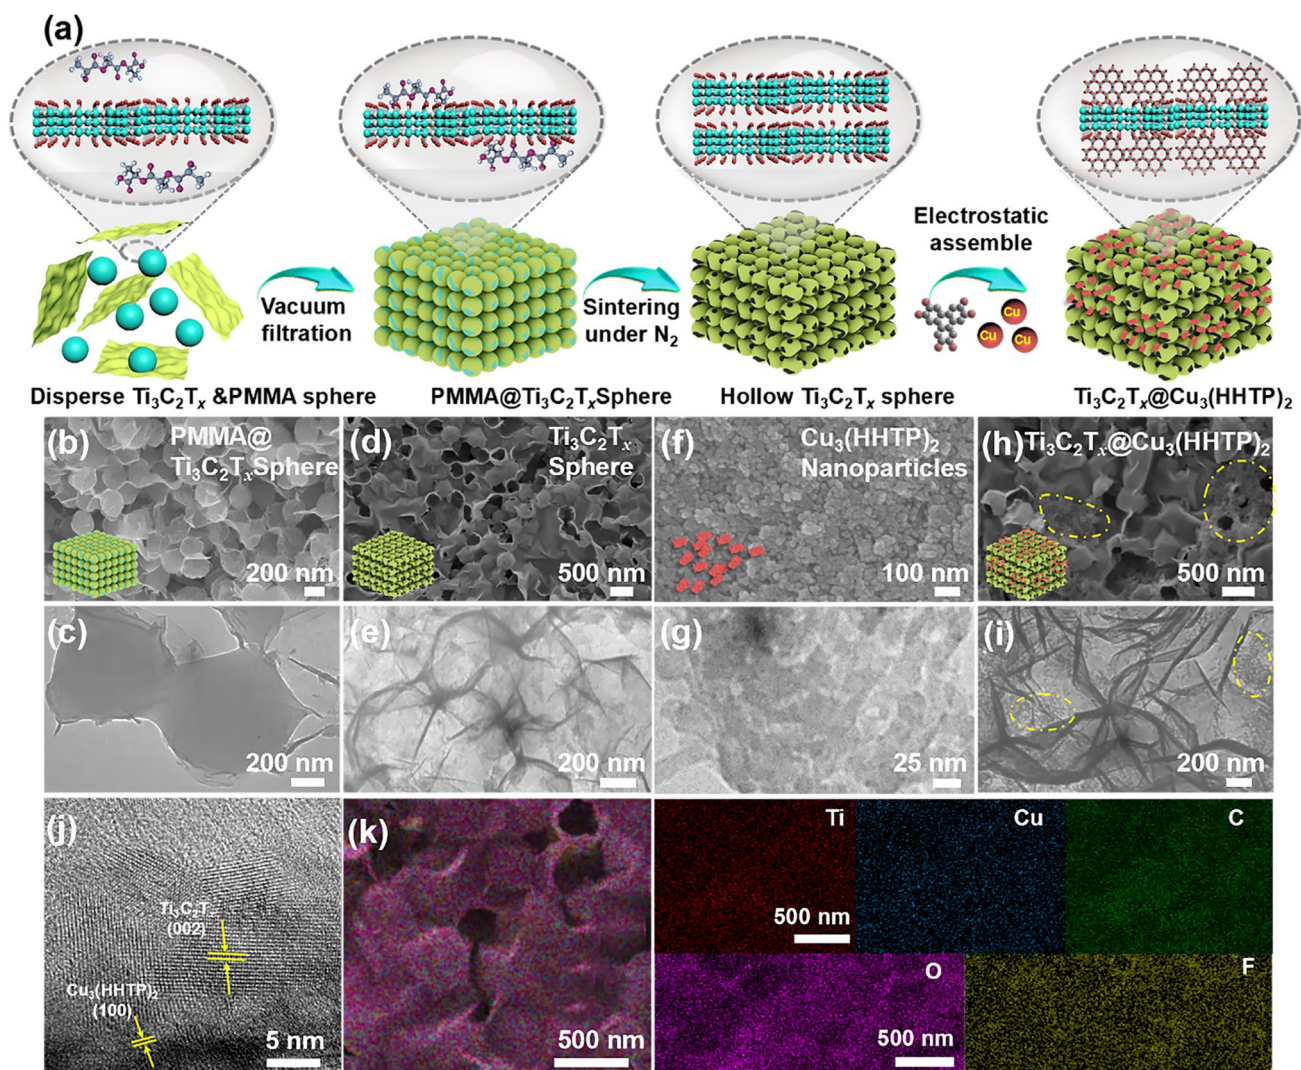 (a)
Electrostatic
assemble
Vacuum
filtration
Sintering
under N₂
Cu
Cu
Cu
Disperse Ti₃C₂Tₓ &PMMA sphere
PMMA@Ti₃C₂TₓSphere
Hollow Ti₃C₂Tₓ sphere
Ti₃C₂Tₓ@Cu₃(HHTP)₂
(b)
PMMA@
Ti₃C₂TₓSphere
200 nm
(d)
Ti₃C₂Tₓ
Sphere
500 nm
(f)
Cu₃(HHTP)₂
Nanoparticles
100 nm
(h)
Ti₃C₂Tₓ@Cu₃(HHTP)₂
500 nm
(c)
200 nm
(e)
200 nm
(g)
25 nm
(i)
200 nm
(j)
Ti₃C₂T
(002)
Cu₃(HHTP)₂
(100)
5 nm
(k)
500 nm
Ti
500 nm
Cu
C
O
500 nm
F